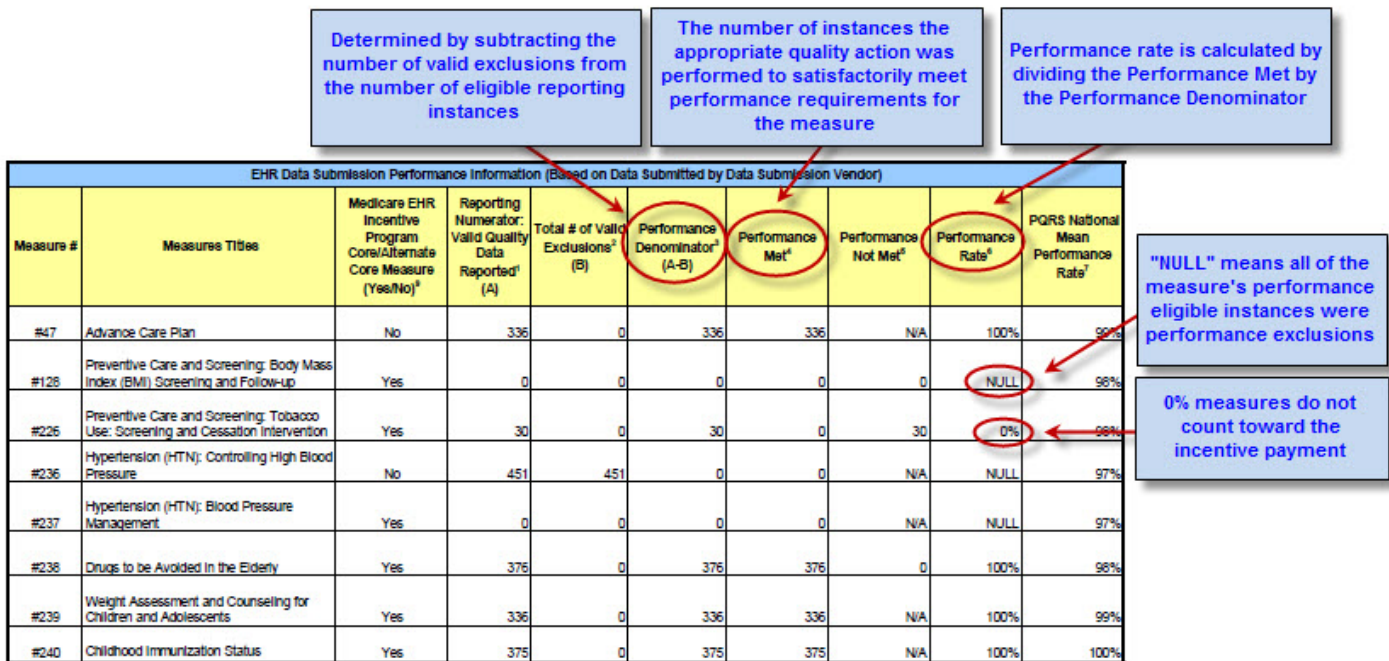 Determined by subtracting the
number of valid exclusions from
the number of eligible reporting
instances
The number of instances the
appropriate quality action was
performed to satisfactorily meet
performance requirements for
the measure
Performance rate is calculated by
dividing the Performance Met by
the Performance Denominator
EHR Data Submission Performance Information (Based on Data Submitted by Data Submission Vendor)
Measure #
Measures Titles
Medicare EHR
Incentive
Program
Core/Alternate
Core Measure
(Yes/No)⁹
Reporting
Numerator:
Valid Quality
Data
Reported¹
(A)
Total # of Valid
Exclusions²
(B)
Performance
Denominator³
(A-B)
Performance
Met⁴
Performance
Not Met⁵
Performance
Rate⁶
PQRS National
Mean
Performance
Rate⁷
#47 Advance Care Plan No 336 0 336 336 N/A 100% 99%
Preventive Care and Screening: Body Mass
#128 Index (BMI) Screening and Follow-up Yes 0 0 0 0 0 NULL 98%
Preventive Care and Screening: Tobacco
#226 Use: Screening and Cessation Intervention Yes 30 0 30 0 30 0% 98%
Hypertension (HTN): Controlling High Blood
#236 Pressure No 451 451 0 0 N/A NULL 97%
Hypertension (HTN): Blood Pressure
#237 Management Yes 0 0 0 0 N/A NULL 97%
#238 Drugs to be Avoided in the Elderly Yes 376 0 376 376 0 100% 98%
Weight Assessment and Counseling for
#239 Children and Adolescents Yes 336 0 336 336 N/A 100% 99%
#240 Childhood Immunization Status Yes 375 0 375 375 N/A 100% 100%
"NULL" means all of the
measure's performance
eligible instances were
performance exclusions
0% measures do not
count toward the
incentive payment